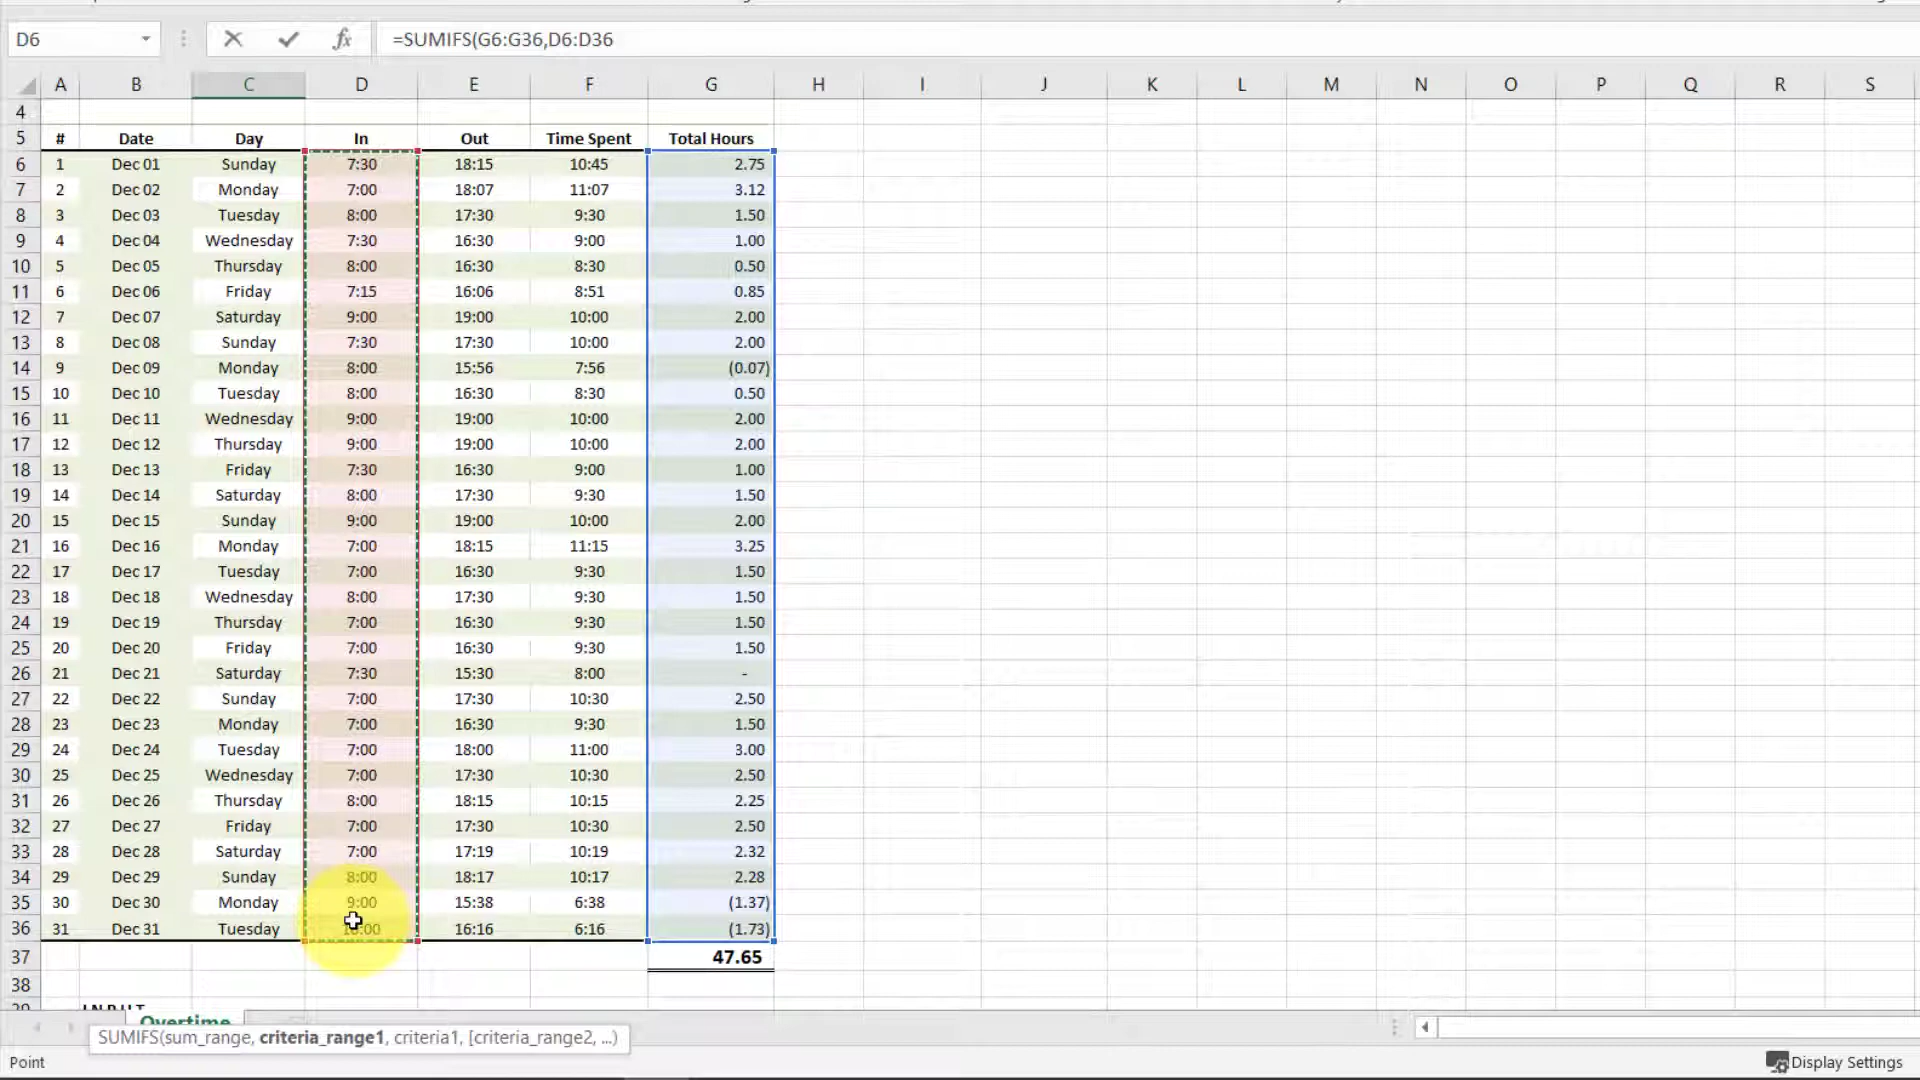 D6 =SUMIFS(G6:G36,D6:D36
A B C D E F G H I J K L M N O P Q R S
4
5 # Date Day In Out Time Spent Total Hours
6 1 Dec 01 Sunday 7:30 18:15 10:45 2.75
7 2 Dec 02 Monday 7:00 18:07 11:07 3.12
8 3 Dec 03 Tuesday 8:00 17:30 9:30 1.50
9 4 Dec 04 Wednesday 7:30 16:30 9:00 1.00
10 5 Dec 05 Thursday 8:00 16:30 8:30 0.50
11 6 Dec 06 Friday 7:15 16:06 8:51 0.85
12 7 Dec 07 Saturday 9:00 19:00 10:00 2.00
13 8 Dec 08 Sunday 7:30 17:30 10:00 2.00
14 9 Dec 09 Monday 8:00 15:56 7:56 (0.07)
15 10 Dec 10 Tuesday 8:00 16:30 8:30 0.50
16 11 Dec 11 Wednesday 9:00 19:00 10:00 2.00
17 12 Dec 12 Thursday 9:00 19:00 10:00 2.00
18 13 Dec 13 Friday 7:30 16:30 9:00 1.00
19 14 Dec 14 Saturday 8:00 17:30 9:30 1.50
20 15 Dec 15 Sunday 9:00 19:00 10:00 2.00
21 16 Dec 16 Monday 7:00 18:15 11:15 3.25
22 17 Dec 17 Tuesday 7:00 16:30 9:30 1.50
23 18 Dec 18 Wednesday 8:00 17:30 9:30 1.50
24 19 Dec 19 Thursday 7:00 16:30 9:30 1.50
25 20 Dec 20 Friday 7:00 16:30 9:30 1.50
26 21 Dec 21 Saturday 7:30 15:30 8:00 -
27 22 Dec 22 Sunday 7:00 17:30 10:30 2.50
28 23 Dec 23 Monday 7:00 16:30 9:30 1.50
29 24 Dec 24 Tuesday 7:00 18:00 11:00 3.00
30 25 Dec 25 Wednesday 7:00 17:30 10:30 2.50
31 26 Dec 26 Thursday 8:00 18:15 10:15 2.25
32 27 Dec 27 Friday 7:00 17:30 10:30 2.50
33 28 Dec 28 Saturday 7:00 17:19 10:19 2.32
34 29 Dec 29 Sunday 8:00 18:17 10:17 2.28
35 30 Dec 30 Monday 9:00 15:38 6:38 (1.37)
36 31 Dec 31 Tuesday 16:16 6:16 (1.73)
37 47.65
38
39 INPUT
Overtime
SUMIFS(sum_range, criteria_range1, criteria1, [criteria_range2, ...)
Point Display Settings